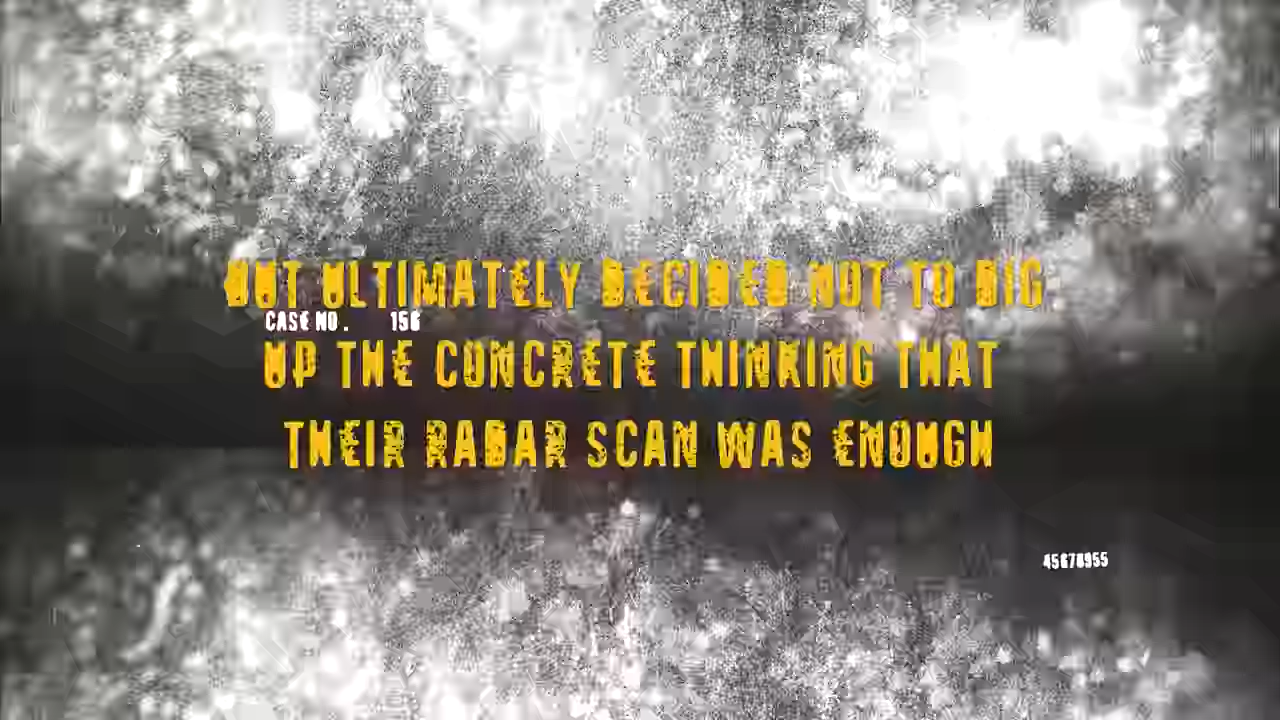 BUT ULTIMATELY DECIDED NOT TO DIG
CASE NO. 156
UP THE CONCRETE THINKING THAT
THEIR RADAR SCAN WAS ENOUGH
45678955